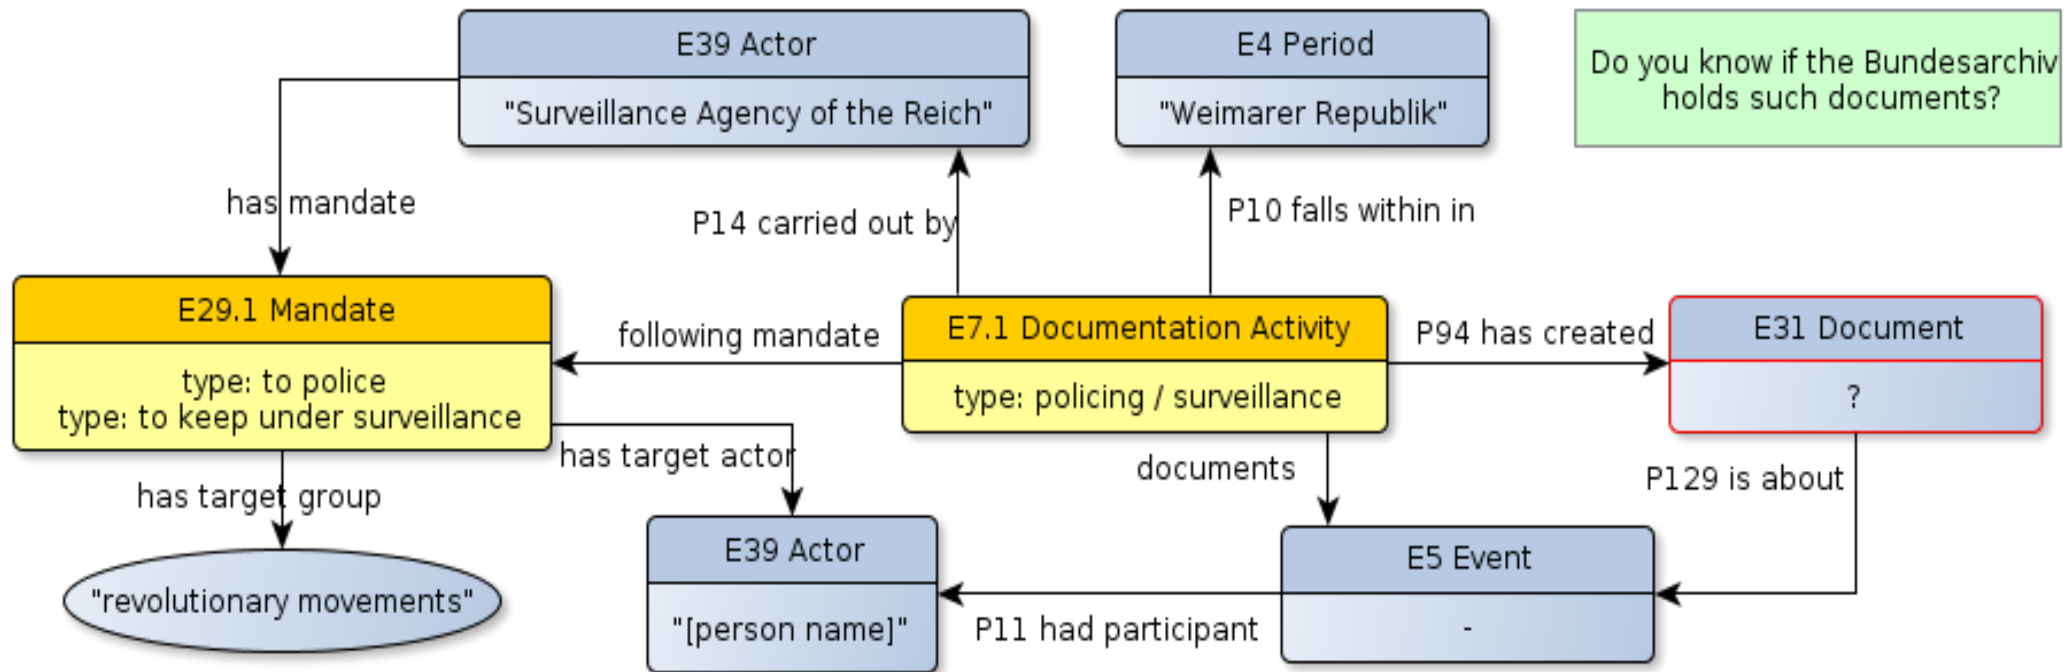 E39 Actor
"Surveillance Agency of the Reich"
E4 Period
"Weimarer Republik"
Do you know if the Bundesarchiv
holds such documents?
has mandate
P14 carried out by
P10 falls within in
E29.1 Mandate
type: to police
type: to keep under surveillance
following mandate
E7.1 Documentation Activity
type: policing / surveillance
P94 has created
E31 Document
?
has target actor
has target group
documents
P129 is about
"revolutionary movements"
E39 Actor
"[person name]"
P11 had participant
E5 Event
-